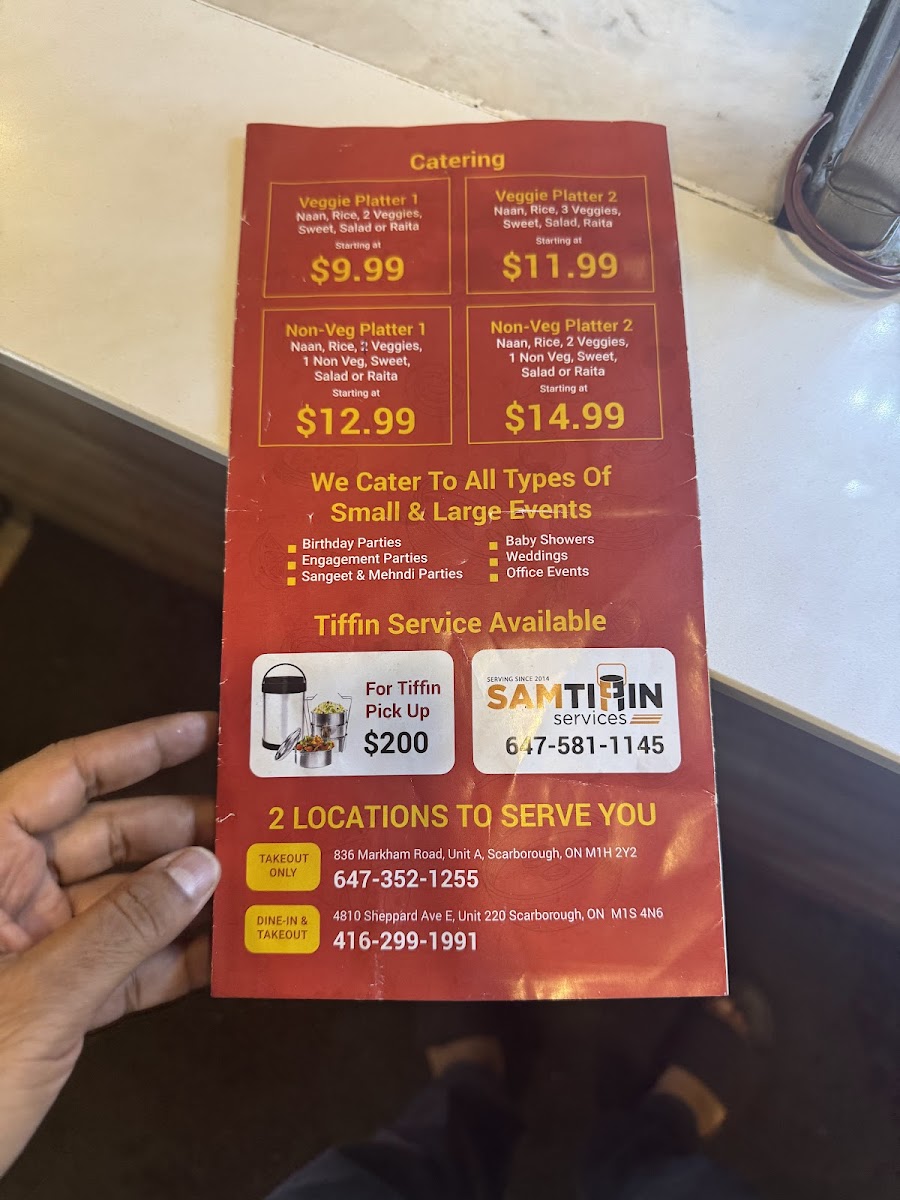 Catering
Veggie Platter 1
Naan, Rice, 2 Veggies,
Sweet, Salad or Raita
Starting at
$9.99
Veggie Platter 2
Naan, Rice, 3 Veggies,
Sweet, Salad, Raita
Starting at
$11.99
Non-Veg Platter 1
Naan, Rice, Veggies,
1 Non Veg, Sweet,
Salad or Raita
Starting at
$12.99
Non-Veg Platter 2
Naan, Rice, 2 Veggies,
1 Non Veg, Sweet,
Salad or Raita
Starting at
$14.99
We Cater To All Types Of
Small & Large Events
Birthday Parties
Engagement Parties
Sangeet & Mehndi Parties
Baby Showers
Weddings
Office Events
Tiffin Service Available
For Tiffin
Pick Up
$200
SERVING SINCE 2014
SAMTIFFIN
services
647-581-1145
2 LOCATIONS TO SERVE YOU
TAKEOUT
ONLY
836 Markham Road, Unit A, Scarborough, ON M1H 2Y2
647-352-1255
DINE-IN &
TAKEOUT
4810 Sheppard Ave E, Unit 220 Scarborough, ON M1S 4N6
416-299-1991